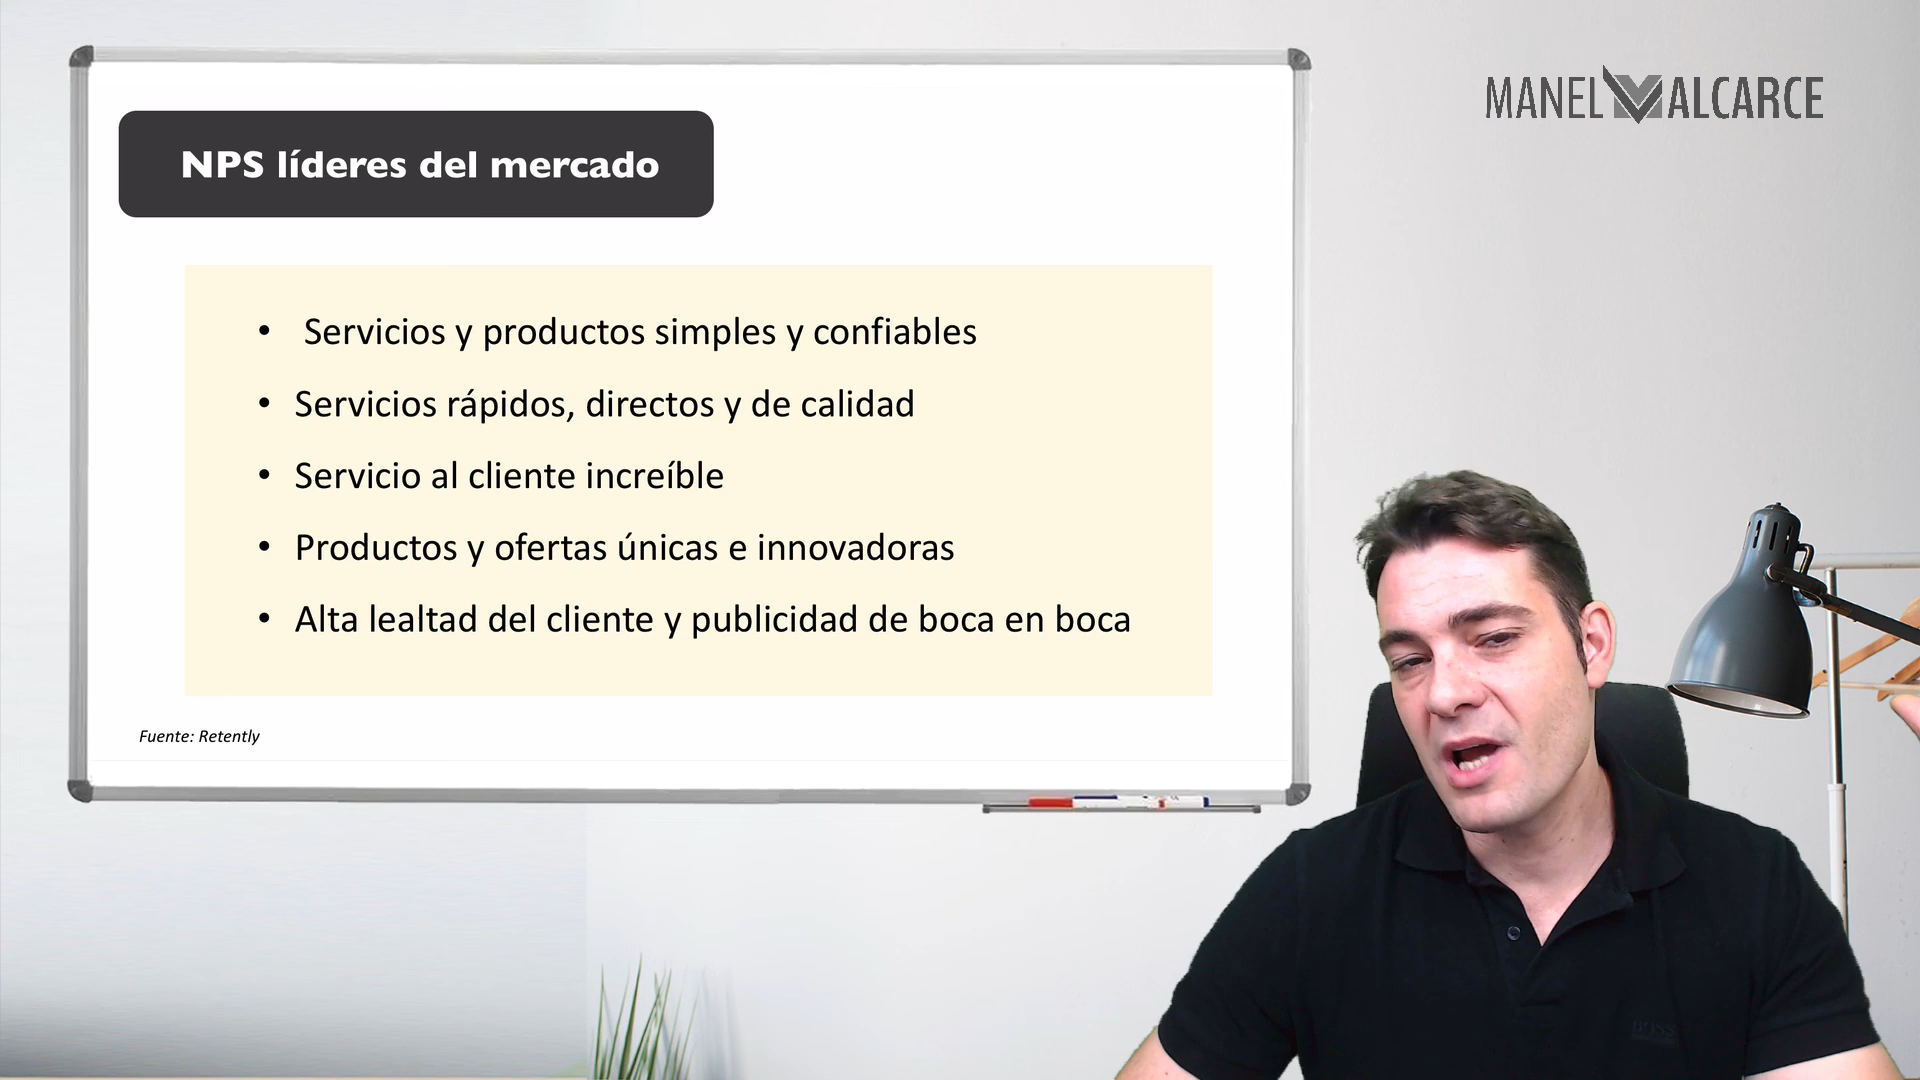 MANEL VALCARCE
NPS líderes del mercado
• Servicios y productos simples y confiables
• Servicios rápidos, directos y de calidad
• Servicio al cliente increíble
• Productos y ofertas únicas e innovadoras
• Alta lealtad del cliente y publicidad de boca en boca
Fuente: Retently
BOSS